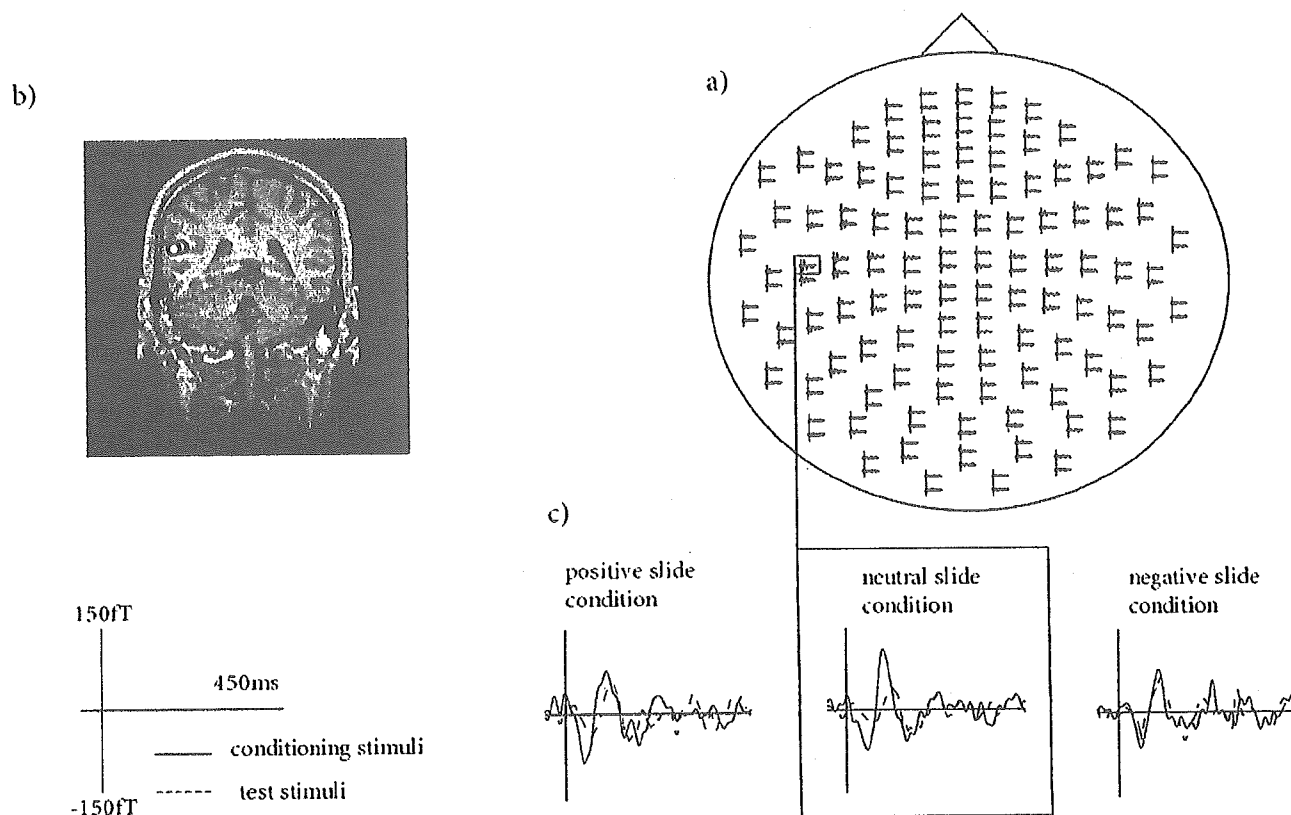 b)
a)
c)
positive slide
condition
neutral slide
condition
negative slide
condition
150fT
450ms
conditioning stimuli
test stimuli
-150fT